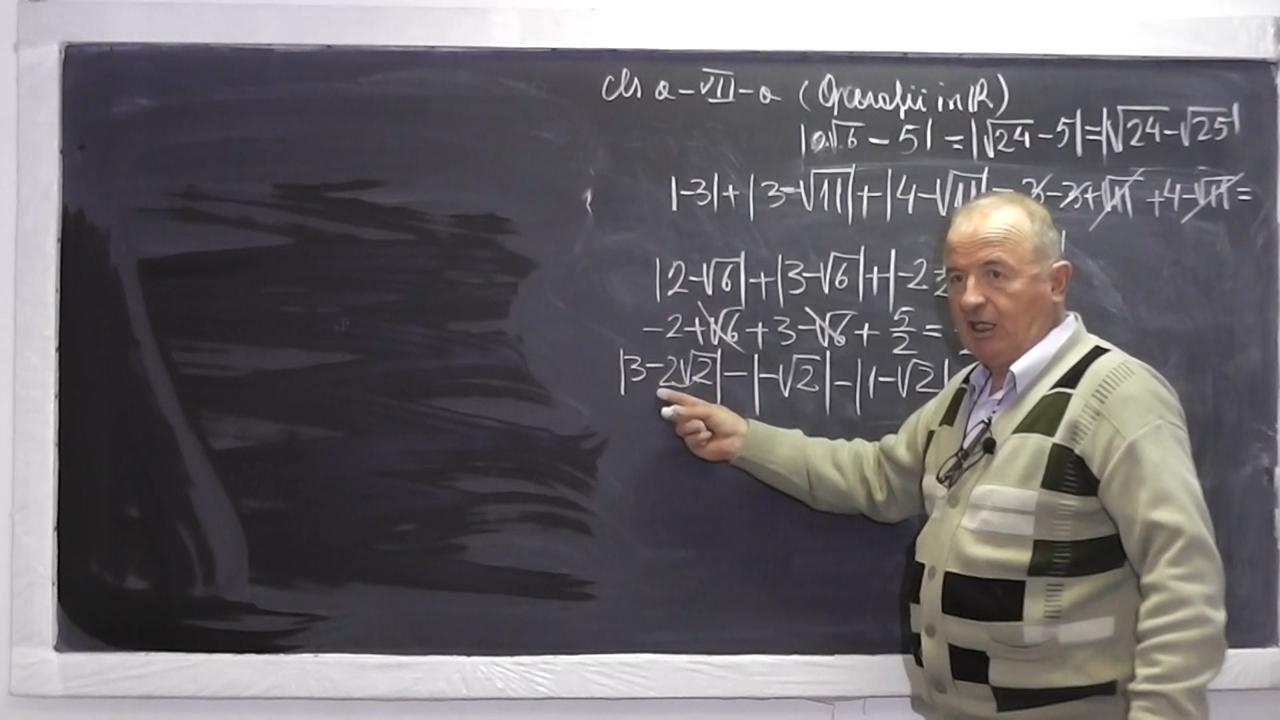 cls a-VII-a (Operații in ℝ)
|2√6 - 5| = |√24 - 5| = |√24 - √25|
|-3| + |3-√11| + |4-√11| = 3-3+√11 +4-√11 =
|2-√6| + |3-√6| + |-2
-2+√6 + 3-√6 + 5/2 =
|3-2√2| - |-√2| - |1-√2|